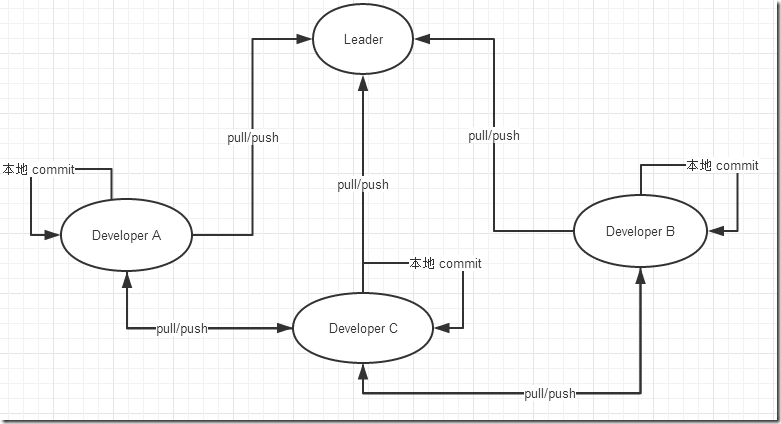 Leader
pull/push
pull/push
pull/push
本地 commit
本地 commit
Developer A
Developer B
本地 commit
Developer C
pull/push
pull/push